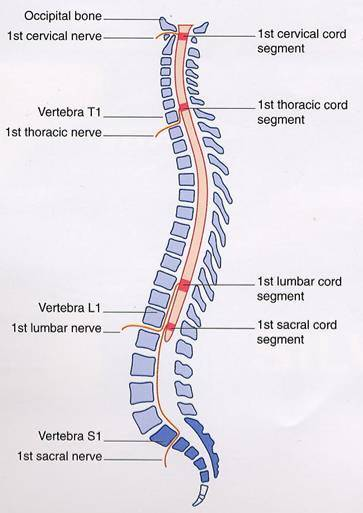 Occipital bone
1st cervical nerve
1st cervical cord
segment
Vertebra T1
1st thoracic nerve
1st thoracic cord
segment
1st lumbar cord
segment
Vertebra L1
1st lumbar nerve
1st sacral cord
segment
Vertebra S1
1st sacral nerve